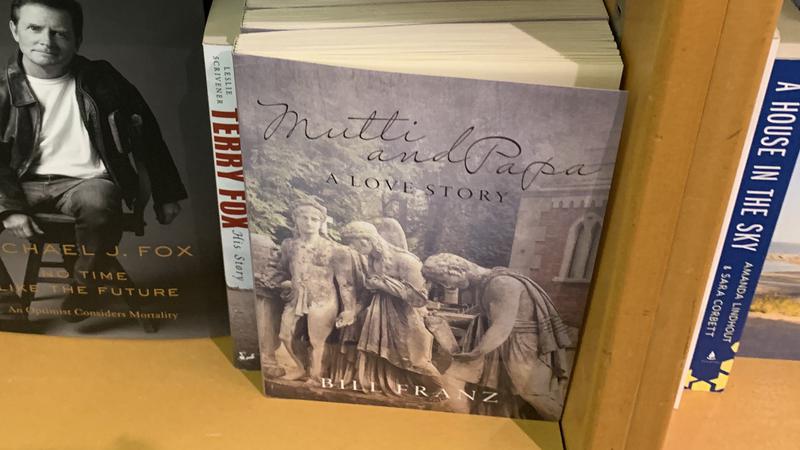 MICHAEL J. FOX
NO TIME
LIKE THE FUTURE
An Optimist Considers Mortality
LESLIE
SCRIVENER
TERRY FOX
His Story
Mutti
and Papa
A LOVE STORY
BILL FRANZ
A HOUSE IN THE SKY
AMANDA LINDHOUT
& SARA CORBETT